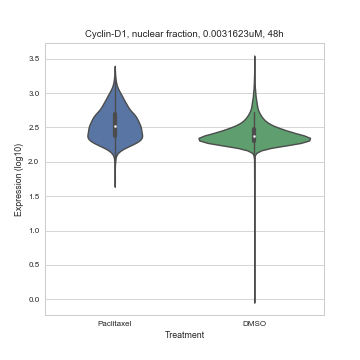 Cyclin-D1, nuclear fraction, 0.0031623uM, 48h
3.5
3.0
2.5
2.0
1.5
1.0
0.5
0.0
Expression (log10)
Paclitaxel
DMSO
Treatment